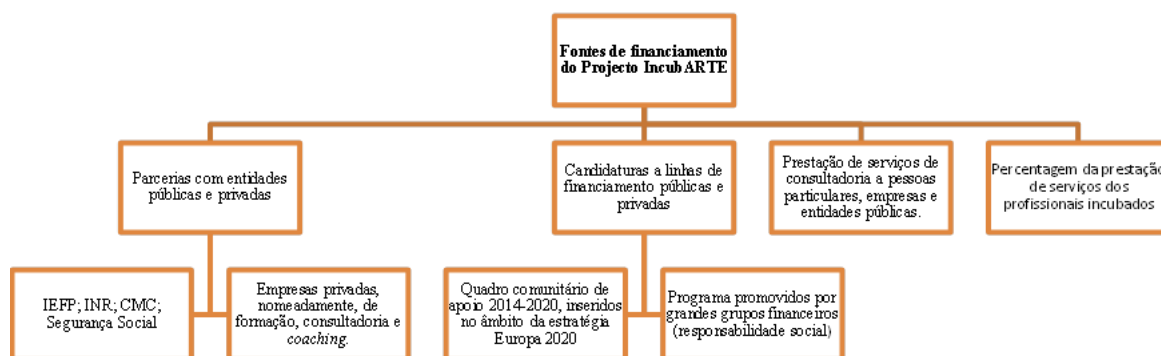 Fontes de financiamento
do Projecto IncubARTE
Parcerias com entidades
públicas e privadas
Candidaturas a linhas de
financiamento públicas e
privadas
Prestação de serviços de
consultadoria a pessoas
particulares, empresas e
entidades públicas.
Percentagem da prestação
de serviços dos
profissionais incubados
IEFP; INR; CMC;
Segurança Social
Empresas privadas,
nomeadamente, de
formação, consultadoria e
coaching.
Quadro comunitário de
apoio 2014-2020, inseridos
no âmbito da estratégia
Europa 2020
Programa promovidos por
grandes grupos financeiros
(responsabilidade social)